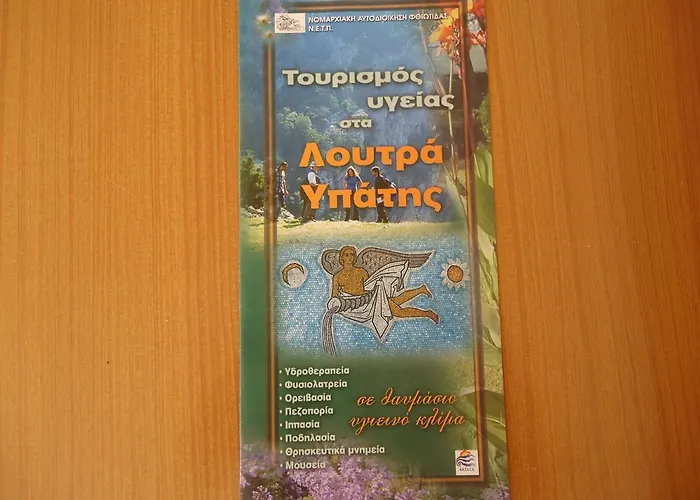 ΝΟΜΑΡΧΙΑΚΗ ΑΥΤΟΔΙΟΙΚΗΣΗ ΦΘΙΩΤΙΔΑΣ
Ν.Ε.Τ.Π.
Τουρισμός
υγείας
στα
Λουτρά
Υπάτης
• Υδροθεραπεία
• Φυσιολατρεία
• Ορειβασία
• Πεζοπορία
• Ιππασία
• Ποδηλασία
• Θρησκευτικά μνημεία
• Μουσεία
σε θαυμάσιο
υγιεινό κλίμα
GREECE